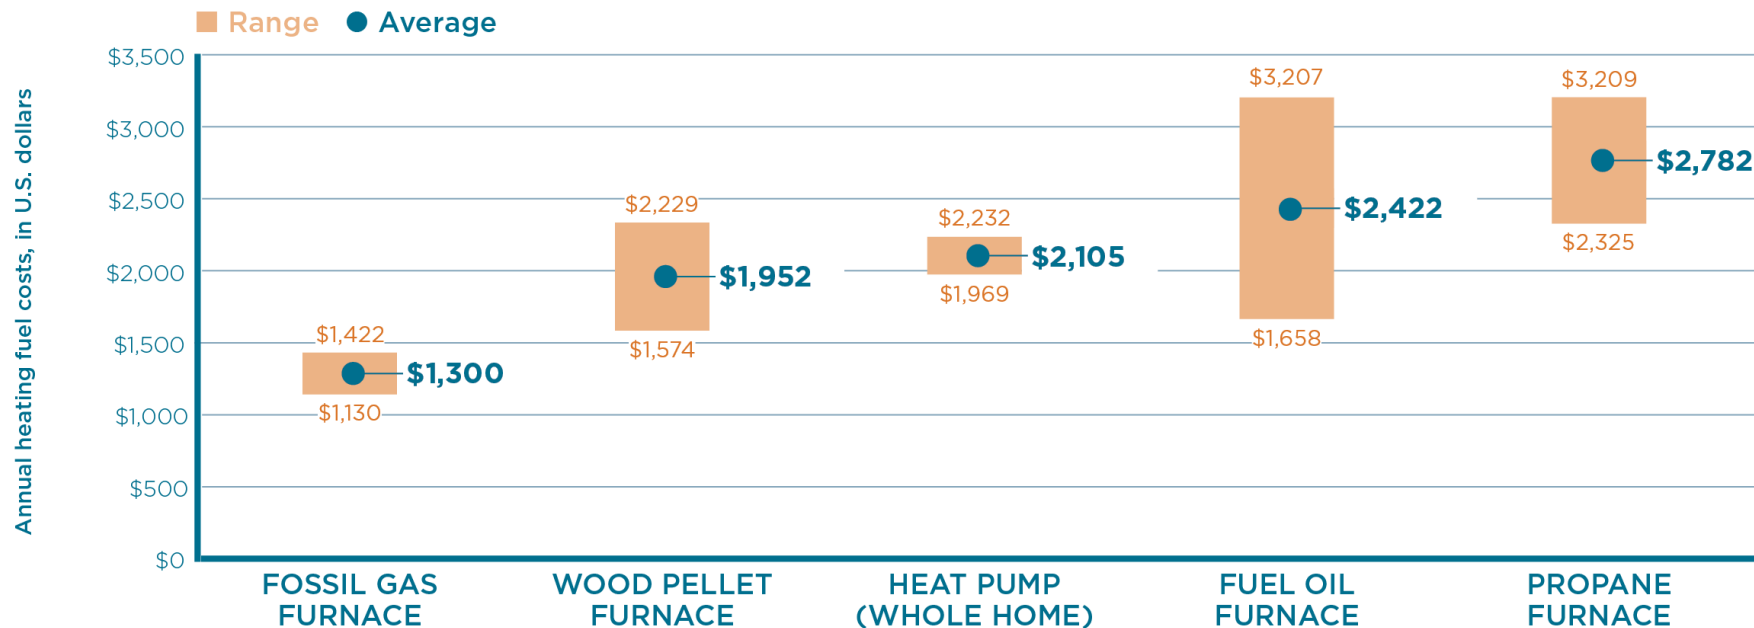 Range Average
Annual heating fuel costs, in U.S. dollars
$3,500
$3,000
$2,500
$2,000
$1,500
$1,000
$500
$0
$1,422
$1,300
$1,130
$2,229
$1,952
$1,574
$2,232
$2,105
$1,969
$3,207
$2,422
$1,658
$3,209
$2,782
$2,325
FOSSIL GAS
FURNACE
WOOD PELLET
FURNACE
HEAT PUMP
(WHOLE HOME)
FUEL OIL
FURNACE
PROPANE
FURNACE